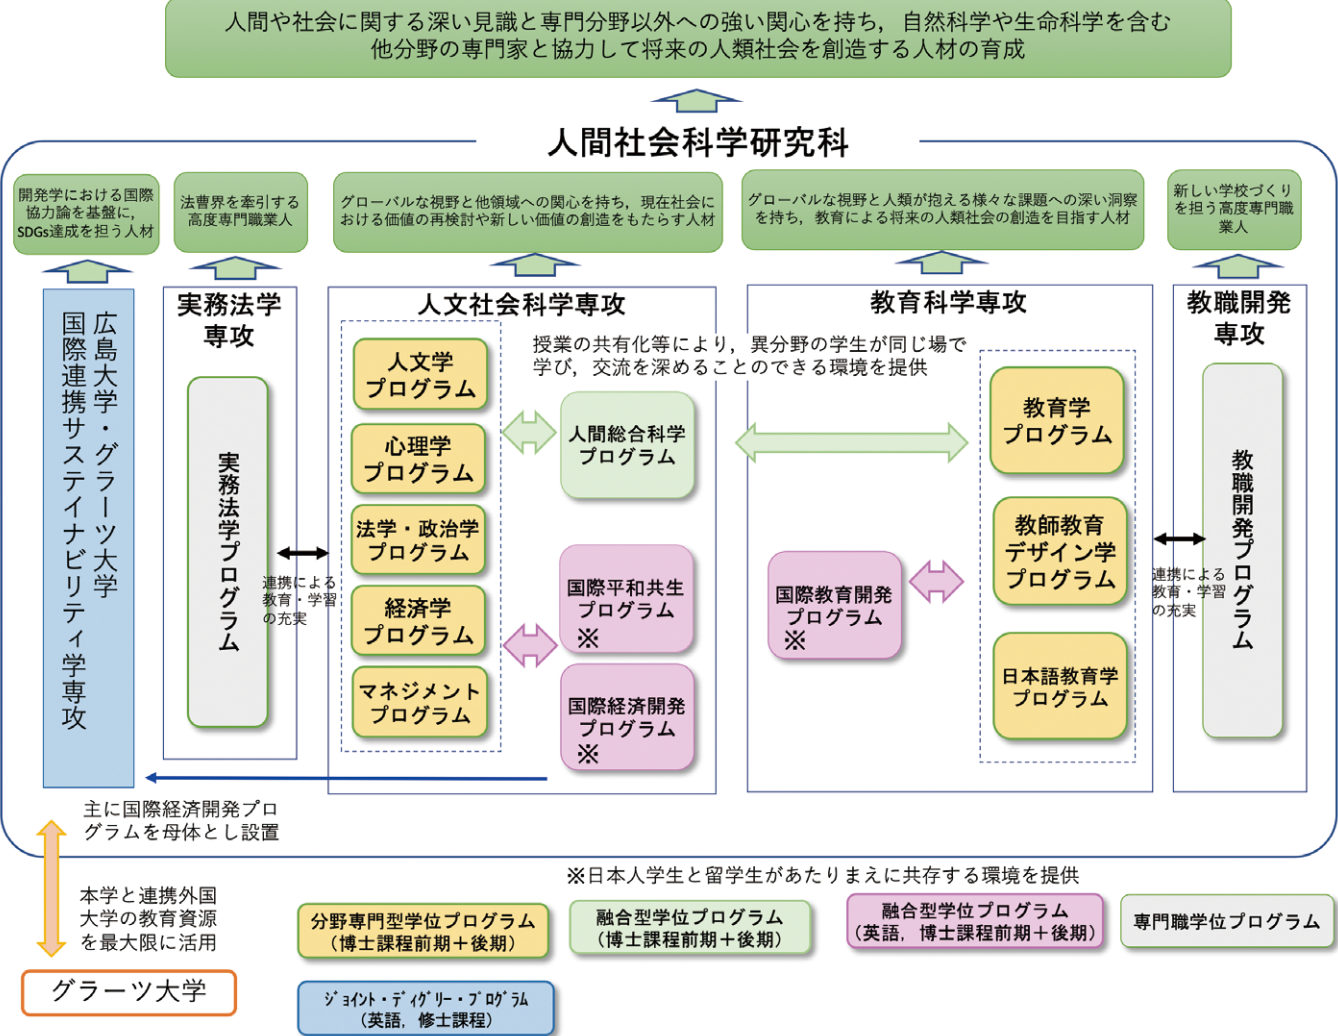 人間や社会に関する深い見識と専門分野以外への強い関心を持ち，自然科学や生命科学を含む
他分野の専門家と協力して将来の人類社会を創造する人材の育成
人間社会科学研究科
開発学における国際
協力論を基盤に，
SDGs達成を担う人材
法曹界を牽引する
高度専門職業人
グローバルな視野と他領域への関心を持ち，現在社会に
おける価値の再検討や新しい価値の創造をもたらす人材
グローバルな視野と人類が抱える様々な課題への深い洞察
を持ち，教育による将来の人類社会の創造を目指す人材
新しい学校づくり
を担う高度専門職
業人
広島大学・グラーツ大学
国際連携サステイナビリティ学専攻
実務法学
専攻
実務法学プログラム
連携による
教育・学習
の充実
人文社会科学専攻
人文学
プログラム
心理学
プログラム
法学・政治学
プログラム
経済学
プログラム
マネジメント
プログラム
授業の共有化等により，異分野の学生が同じ場で
学び，交流を深めることのできる環境を提供
人間総合科学
プログラム
国際平和共生
プログラム
※
国際経済開発
プログラム
※
教育科学専攻
国際教育開発
プログラム
※
教育学
プログラム
教師教育
デザイン学
プログラム
日本語教育学
プログラム
連携による
教育・学習
の充実
教職開発
専攻
教職開発プログラム
主に国際経済開発プロ
グラムを母体とし設置
本学と連携外国
大学の教育資源
を最大限に活用
グラーツ大学
※日本人学生と留学生があたりまえに共存する環境を提供
分野専門型学位プログラム
（博士課程前期＋後期）
融合型学位プログラム
（博士課程前期＋後期）
融合型学位プログラム
（英語，博士課程前期＋後期）
専門職学位プログラム
ｼﾞｮｲﾝﾄ・ﾃﾞｨｸﾞﾘｰ・ﾌﾟﾛｸﾞﾗﾑ
（英語，修士課程）